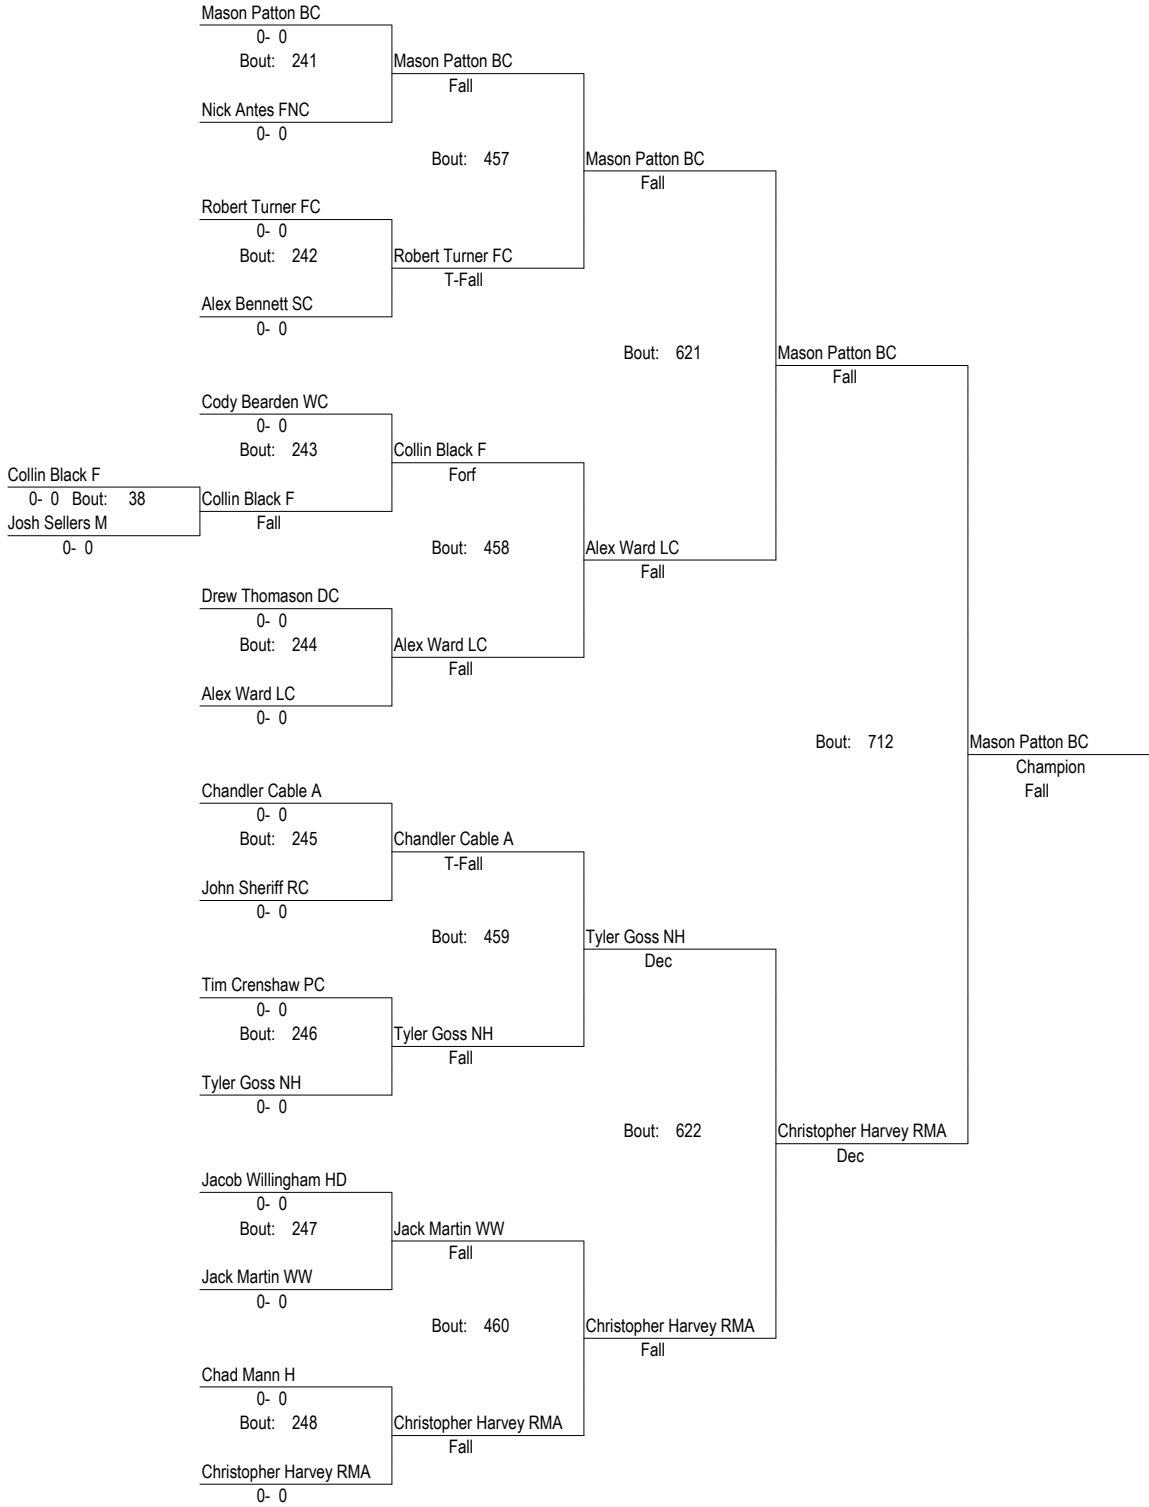 Mason Patton BC
0- 0
Bout: 241
Mason Patton BC
Fall
Nick Antes FNC
0- 0
Bout: 457
Mason Patton BC
Fall
Robert Turner FC
0- 0
Bout: 242
Robert Turner FC
T-Fall
Alex Bennett SC
0- 0
Bout: 621
Mason Patton BC
Fall
Cody Bearden WC
0- 0
Bout: 243
Collin Black F
Forf
Collin Black F
0- 0 Bout: 38
Collin Black F
Fall
Josh Sellers M
0- 0
Bout: 458
Alex Ward LC
Fall
Drew Thomason DC
0- 0
Bout: 244
Alex Ward LC
Fall
Alex Ward LC
0- 0
Bout: 712
Mason Patton BC
Champion
Fall
Chandler Cable A
0- 0
Bout: 245
Chandler Cable A
T-Fall
John Sheriff RC
0- 0
Bout: 459
Tyler Goss NH
Dec
Tim Crenshaw PC
0- 0
Bout: 246
Tyler Goss NH
Fall
Tyler Goss NH
0- 0
Bout: 622
Christopher Harvey RMA
Dec
Jacob Willingham HD
0- 0
Bout: 247
Jack Martin WW
Fall
Jack Martin WW
0- 0
Bout: 460
Christopher Harvey RMA
Fall
Chad Mann H
0- 0
Bout: 248
Christopher Harvey RMA
Fall
Christopher Harvey RMA
0- 0